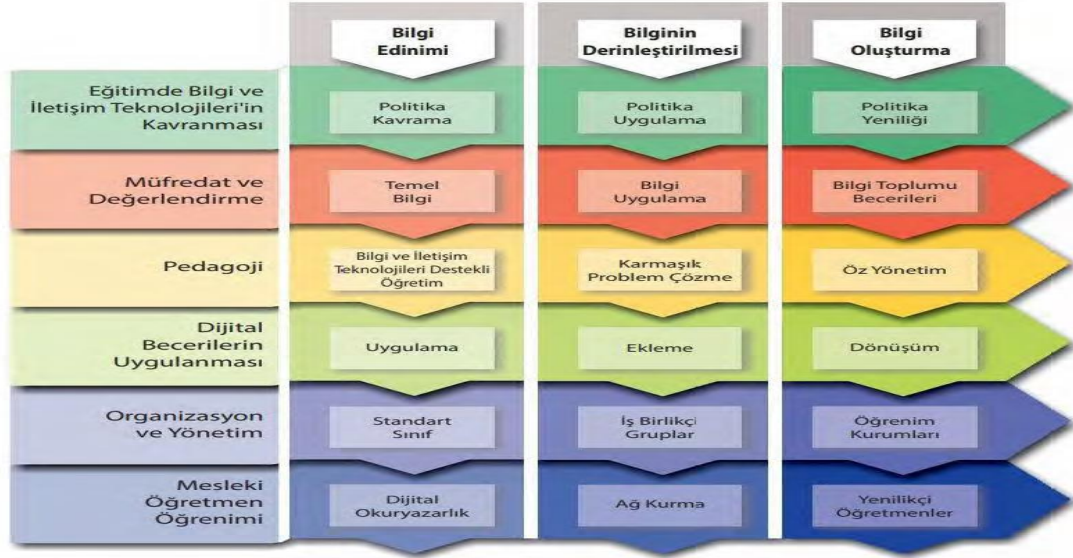 Bilgi
Edinimi
Bilginin
Derinleştirilmesi
Bilgi
Oluşturma
Eğitimde Bilgi ve
İletişim Teknolojileri'in
Kavranması
Politika
Kavrama
Politika
Uygulama
Politika
Yeniliği
Müfredat ve
Değerlendirme
Temel
Bilgi
Bilgi
Uygulama
Bilgi Toplumu
Becerileri
Pedagoji
Bilgi ve İletişim
Teknolojileri Destekli
Öğretim
Karmaşık
Problem Çözme
Öz Yönetim
Dijital
Becerilerin
Uygulanması
Uygulama
Ekleme
Dönüşüm
Organizasyon
ve Yönetim
Standart
Sınıf
İş Birlikçi
Gruplar
Öğrenim
Kurumları
Mesleki
Öğretmen
Öğrenimi
Dijital
Okuryazarlık
Ağ Kurma
Yenilikçi
Öğretmenler